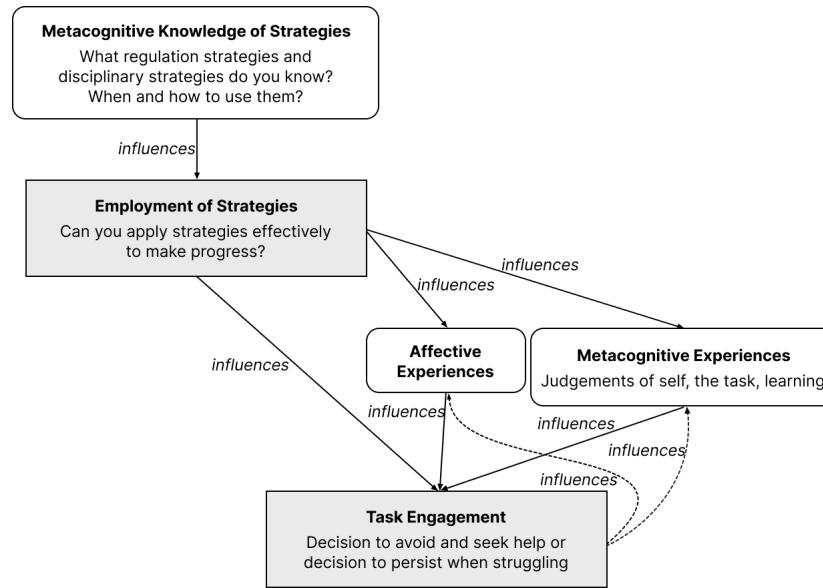 Metacognitive Knowledge of Strategies
What regulation strategies and
disciplinary strategies do you know?
When and how to use them?
influences
Employment of Strategies
Can you apply strategies effectively
to make progress?
influences
influences
influences
Affective
Experiences
Metacognitive Experiences
Judgements of self, the task, learning
influences
influences
influences
influences
Task Engagement
Decision to avoid and seek help or
decision to persist when struggling